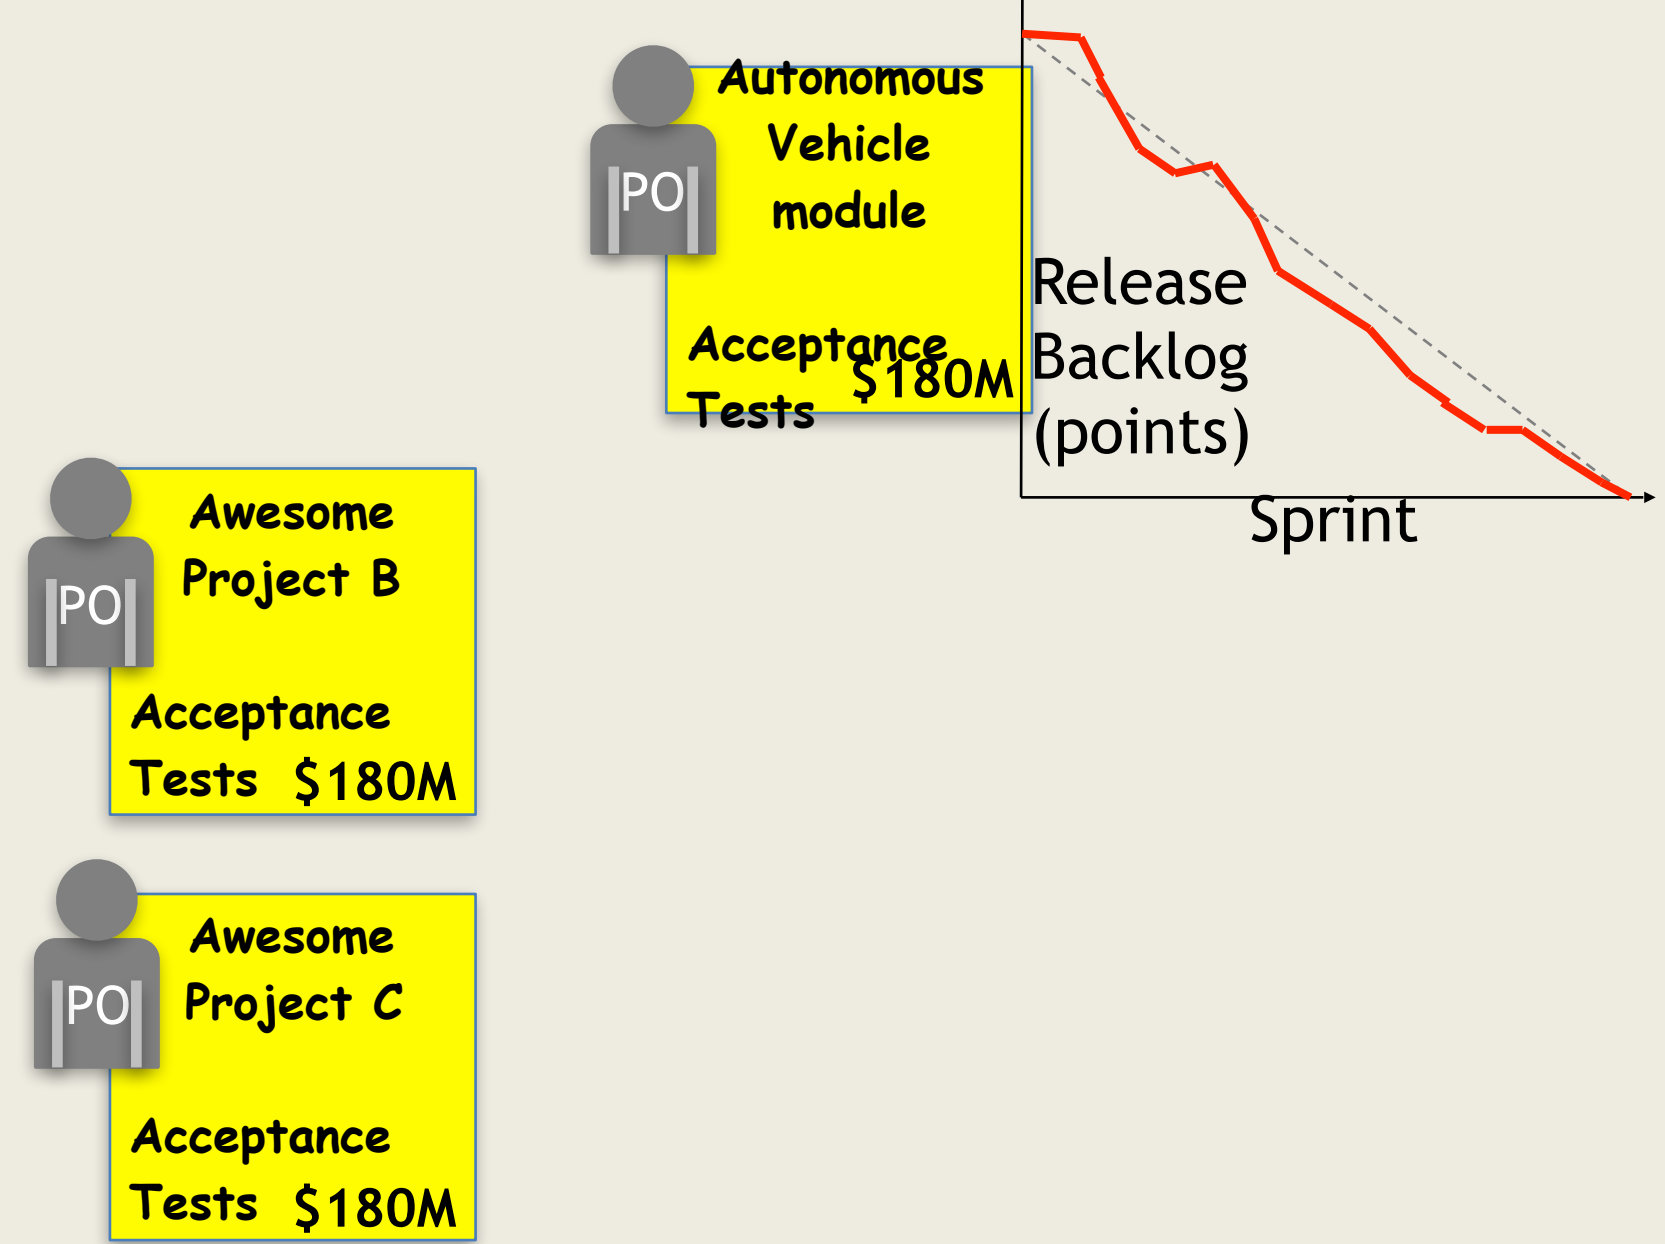 Autonomous
Vehicle
module
PO
Acceptance
Tests
$180M
Release
Backlog
(points)
Sprint
Awesome
Project B
PO
Acceptance
Tests $180M
Awesome
Project C
PO
Acceptance
Tests $180M